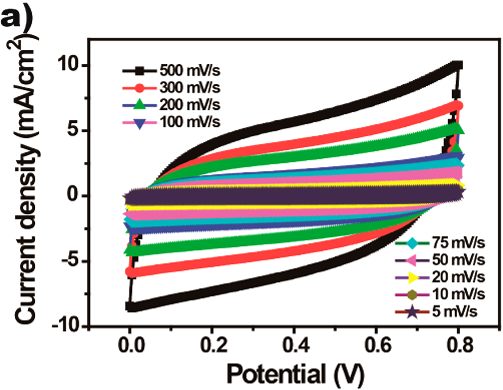 a)
Current density (mA/cm²)
10
5
0
-5
-10
500 mV/s
300 mV/s
200 mV/s
100 mV/s
75 mV/s
50 mV/s
20 mV/s
10 mV/s
5 mV/s
0.0 0.2 0.4 0.6 0.8
Potential (V)